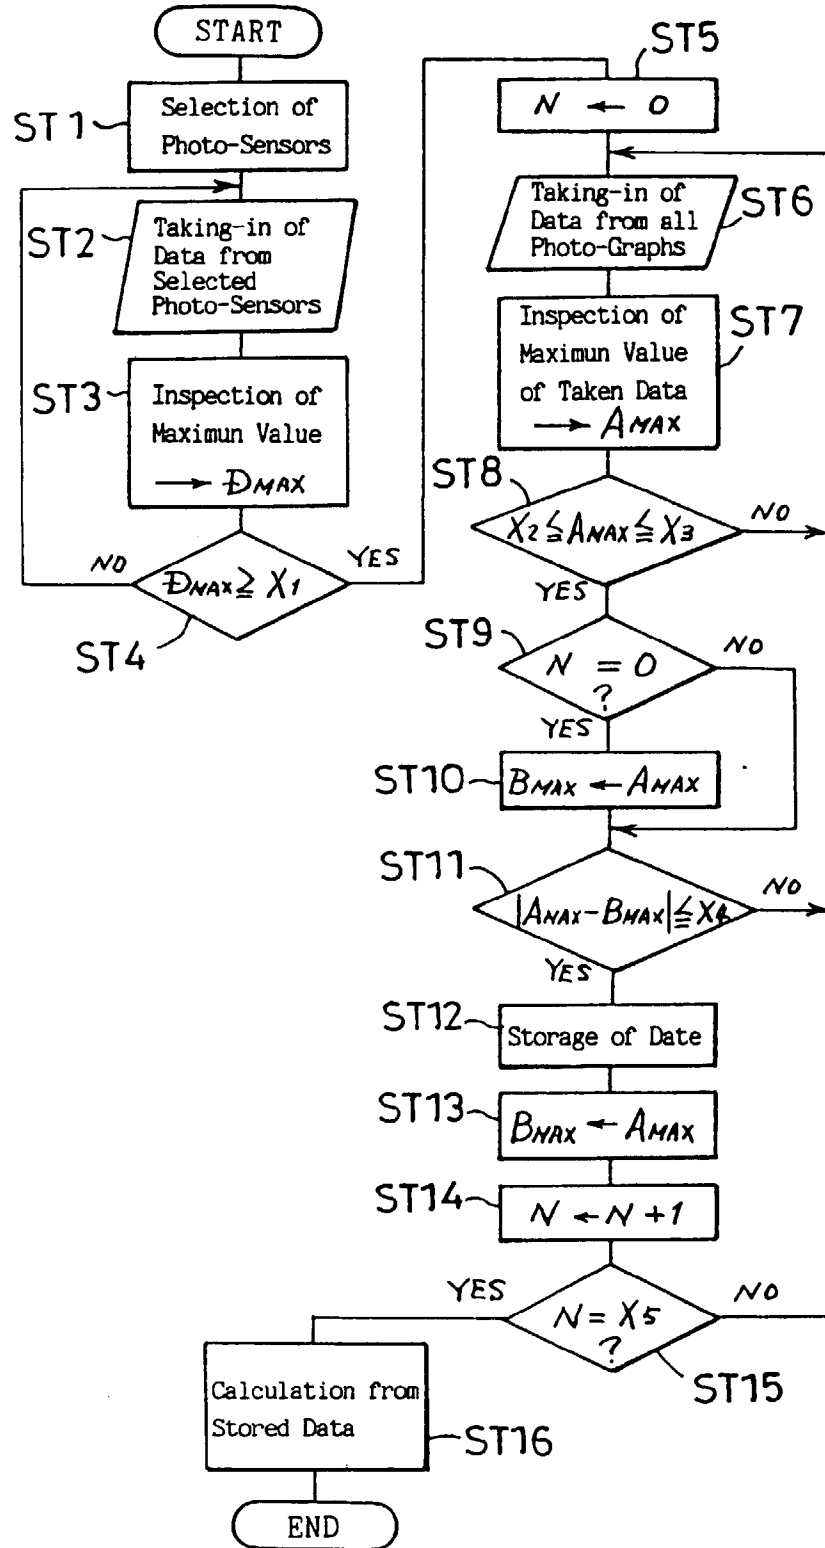 START
ST1
Selection of
Photo-Sensors
ST2
Taking-in of
Data from
Selected
Photo-Sensors
ST3
Inspection of
Maximun Value
→ DMAX
NO
YES
DMAX ≧ X1
ST4
ST5
N ← 0
Taking-in of
Data from all
Photo-Graphs
ST6
Inspection of
Maximun Value
of Taken Data
→ AMAX
ST7
ST8
X2 ≦ AMAX ≦ X3
NO
YES
ST9
N = 0
?
NO
YES
ST10
BMAX ← AMAX
ST11
|AMAX - BMAX| ≦ X4
NO
YES
ST12
Storage of Date
ST13
BMAX ← AMAX
ST14
N ← N + 1
YES
N = X5
?
NO
ST15
Calculation from
Stored Data
ST16
END